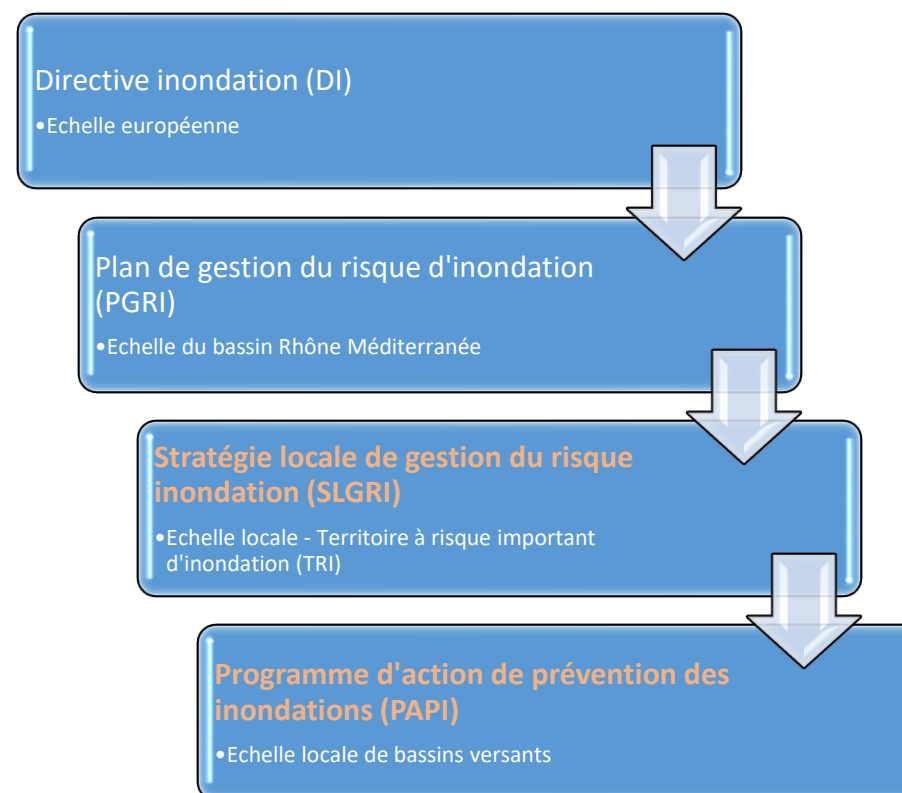 Directive inondation (DI)
•Echelle européenne
Plan de gestion du risque d'inondation
(PGRI)
•Echelle du bassin Rhône Méditerranée
Stratégie locale de gestion du risque
inondation (SLGRI)
•Echelle locale - Territoire à risque important
d'inondation (TRI)
Programme d'action de prévention des
inondations (PAPI)
•Echelle locale de bassins versants